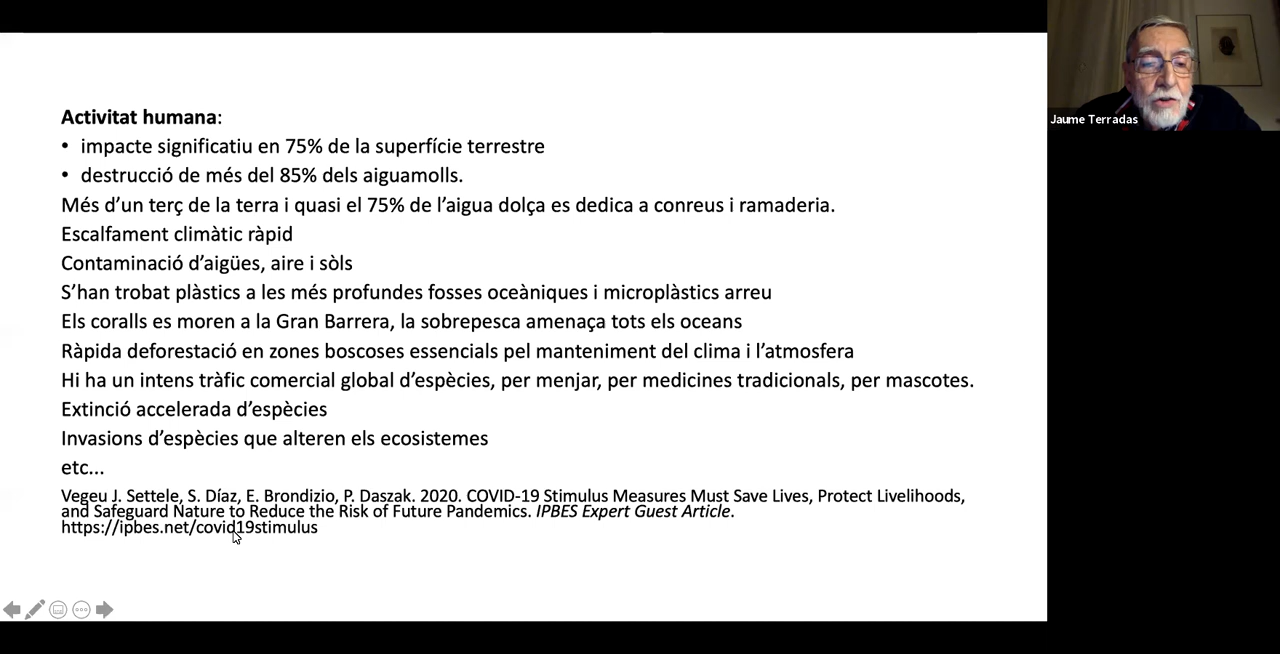 Activitat humana:
• impacte significatiu en 75% de la superfície terrestre
• destrucció de més del 85% dels aiguamolls.
Més d’un terç de la terra i quasi el 75% de l’aigua dolça es dedica a conreus i ramaderia.
Escalfament climàtic ràpid
Contaminació d’aigües, aire i sòls
S’han trobat plàstics a les més profundes fosses oceàniques i microplàstics arreu
Els coralls es moren a la Gran Barrera, la sobrepesca amenaça tots els oceans
Ràpida deforestació en zones boscoses essencials pel manteniment del clima i l’atmosfera
Hi ha un intens tràfic comercial global d’espècies, per menjar, per medicines tradicionals, per mascotes.
Extinció accelerada d’espècies
Invasions d’espècies que alteren els ecosistemes
etc...
Vegeu J. Settele, S. Díaz, E. Brondizio, P. Daszak. 2020. COVID-19 Stimulus Measures Must Save Lives, Protect Livelihoods,
and Safeguard Nature to Reduce the Risk of Future Pandemics. IPBES Expert Guest Article.
https://ipbes.net/covid19stimulus
Jaume Terradas